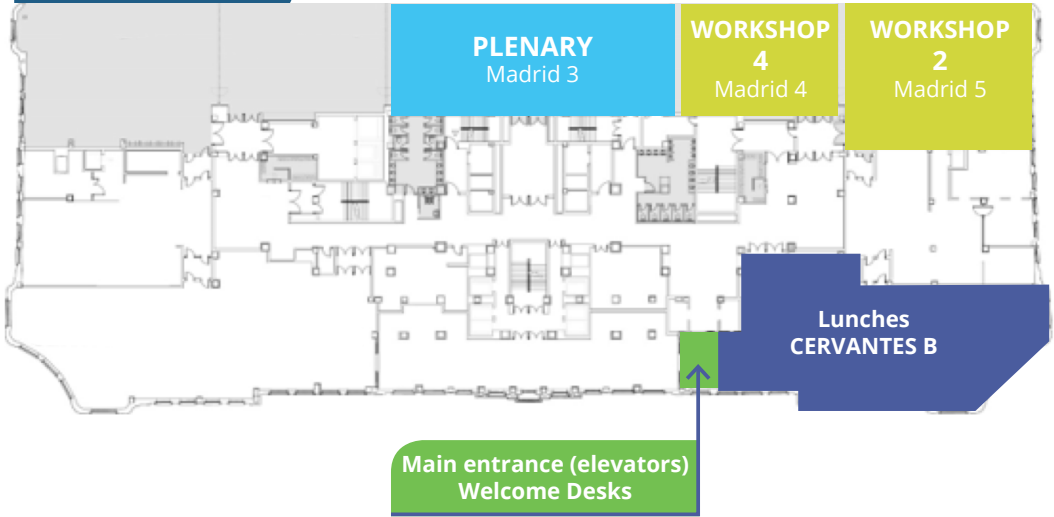 PLENARY
Madrid 3
WORKSHOP
4
Madrid 4
WORKSHOP
2
Madrid 5
Lunches
CERVANTES B
Main entrance (elevators)
Welcome Desks